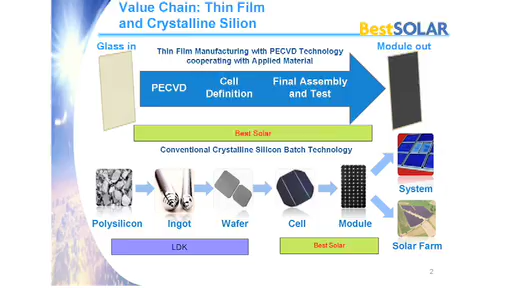 Value Chain: Thin Film
and Crystalline Silion
BestSOLAR
Glass in
Thin Film Manufacturing with PECVD Technology
cooperating with Applied Material
Module out
PECVD
Cell
Definition
Final Assembly
and Test
Best Solar
Conventional Crystalline Silicon Batch Technology
System
Polysilicon
Ingot
Wafer
Cell
Module
Solar Farm
LDK
Best Solar
2